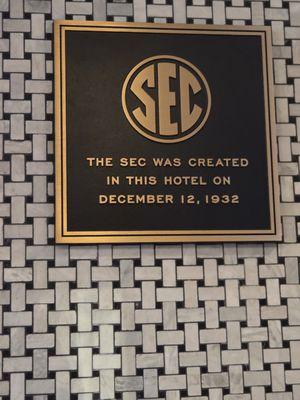 SEC
THE SEC WAS CREATED
IN THIS HOTEL ON
DECEMBER 12, 1932